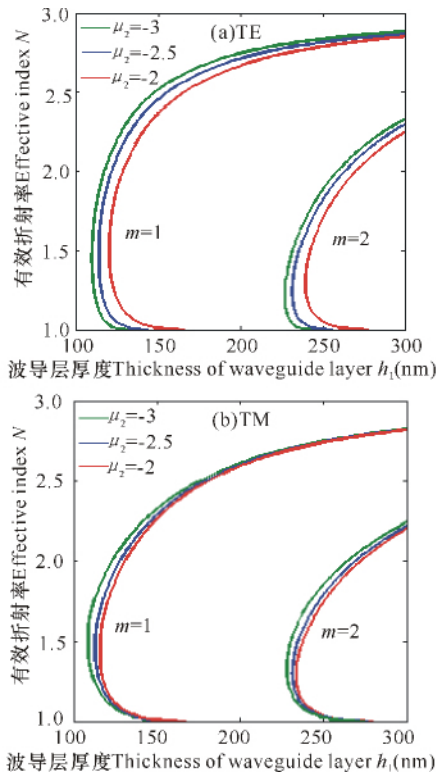 μ₂=-3
(a)TE
μ₂=-2.5
μ₂=-2
3.0
2.5
2.0
1.5
1.0
有效折射率Effective index N
m=1
m=2
100
150
200
250
300
波导层厚度Thickness of waveguide layer h₁(nm)
μ₂=-3
(b)TM
μ₂=-2.5
μ₂=-2
3.0
2.5
2.0
1.5
1.0
有效折射率Effective index N
m=1
m=2
100
150
200
250
300
波导层厚度Thickness of waveguide layer h₁(nm)